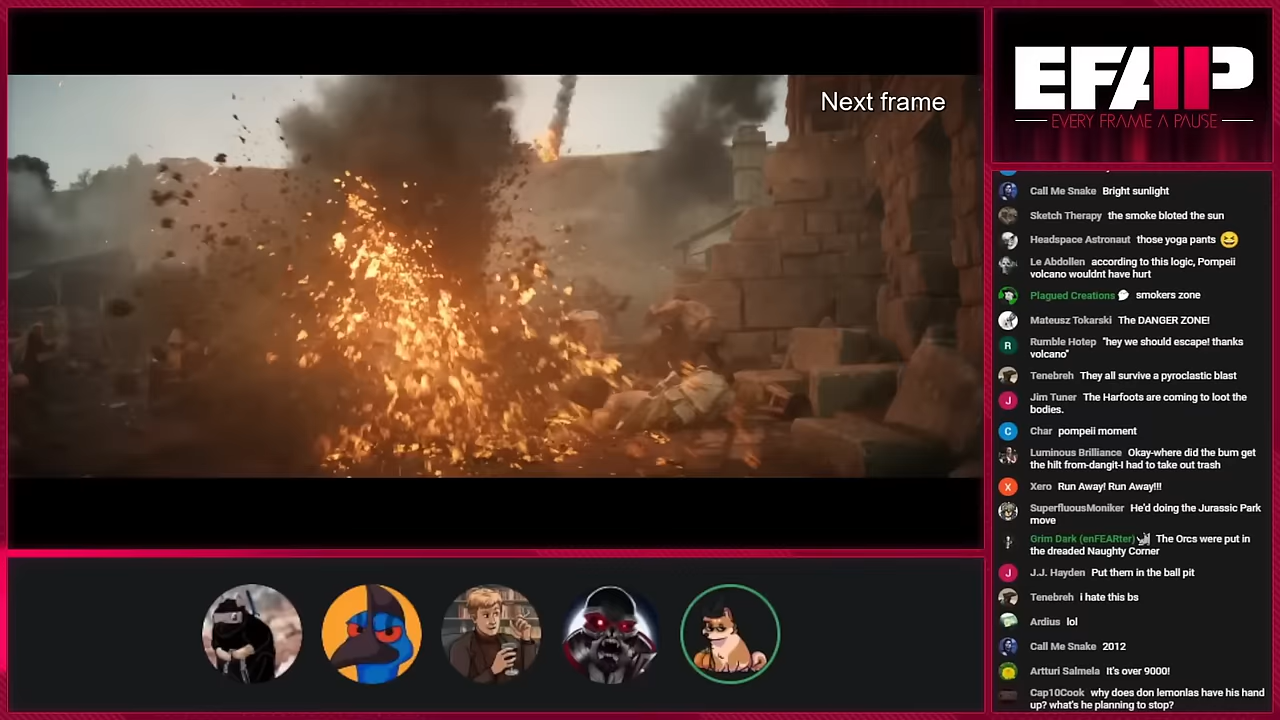 Next frame
EFAP
EVERY FRAME A PAUSE
Call Me Snake Bright sunlight
Sketch Therapy the smoke bloted the sun
Headspace Astronaut those yoga pants 😆
Le Abdollen according to this logic, Pompeii
volcano wouldnt have hurt
Plagued Creations smokers zone
Mateusz Tokarski The DANGER ZONE!
R
Rumble Hotep "hey we should escape! thanks
volcano"
Tenebreh They all survive a pyroclastic blast
J
Jim Tuner The Harfoots are coming to loot the
bodies.
C
Char pompeii moment
Luminous Brilliance Okay-where did the bum get
the hilt from-dangit-I had to take out trash
X
Xero Run Away! Run Away!!!
SuperfluousMoniker He'd doing the Jurassic Park
move
Grim Dark (enFEARter) The Orcs were put in
the dreaded Naughty Corner
J
J.J. Hayden Put them in the ball pit
Tenebreh i hate this bs
Ardius lol
Call Me Snake 2012
Artturi Salmela It's over 9000!
Cap10Cook why does don lemonlas have his hand
up? what's he planning to stop?